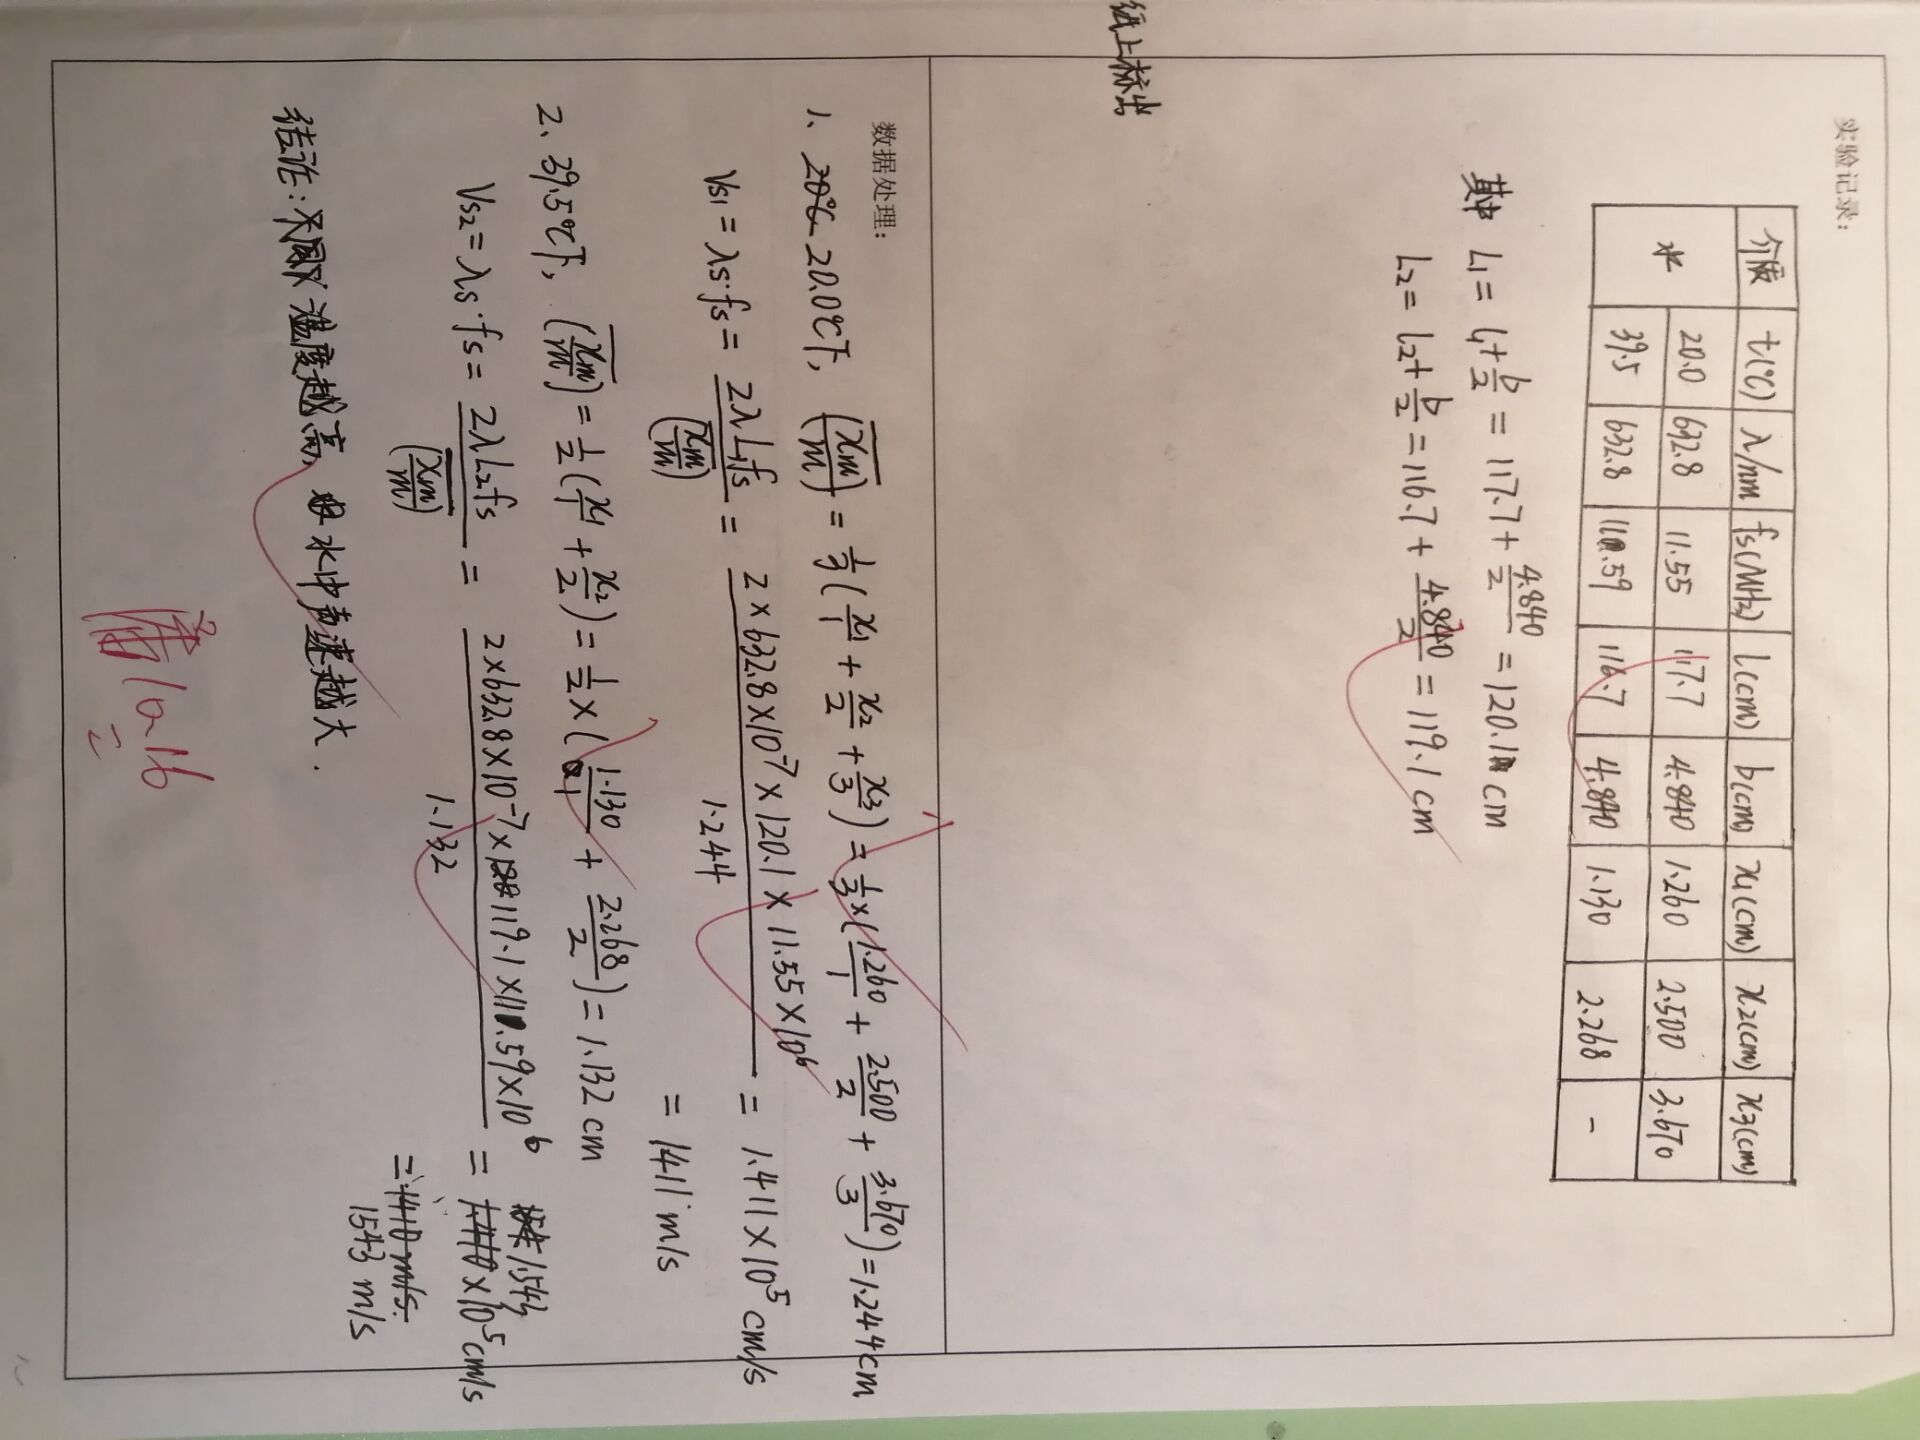 纸上标出
实验记录：
介质 t(℃) λ/nm fs(MHz) l(cm) b(cm) x1(cm) x2(cm) x3(cm)
水 20.0 632.8 11.55 117.7 4.840 1.260 2.500 3.670
39.5 632.8 11.59 116.7 4.840 1.130 2.268 -
其中 L1 = l1 + b/2 = 117.7 + 4.840/2 = 120.1 cm
L2 = l2 + b/2 = 116.7 + 4.840/2 = 119.1 cm
数据处理：
1、20℃ 20.0℃下, (xm/m) = 1/3 (x1/1 + x2/2 + x3/3) = 1/3 × (1.260/1 + 2.500/2 + 3.670/3) = 1.244 cm
Vs1 = λs·fs = 2λL1fs/(xm/m) = 2×632.8×10⁻⁷×120.1×11.55×10⁶/1.244 = 1.411×10⁵ cm/s
= 1411 m/s
2、39.5℃下, (xm/m) = 1/2 (x1/1 + x2/2) = 1/2 × (1.130/1 + 2.268/2) = 1.132 cm
Vs2 = λs·fs = 2λL2fs/(xm/m) = 2×632.8×10⁻⁷×119.1×11.59×10⁶/1.132 = 1.543 ×10⁵ cm/s
= 1410 m/s.
1543 m/s
结论：温度越高, 水中声速越大.
10.16